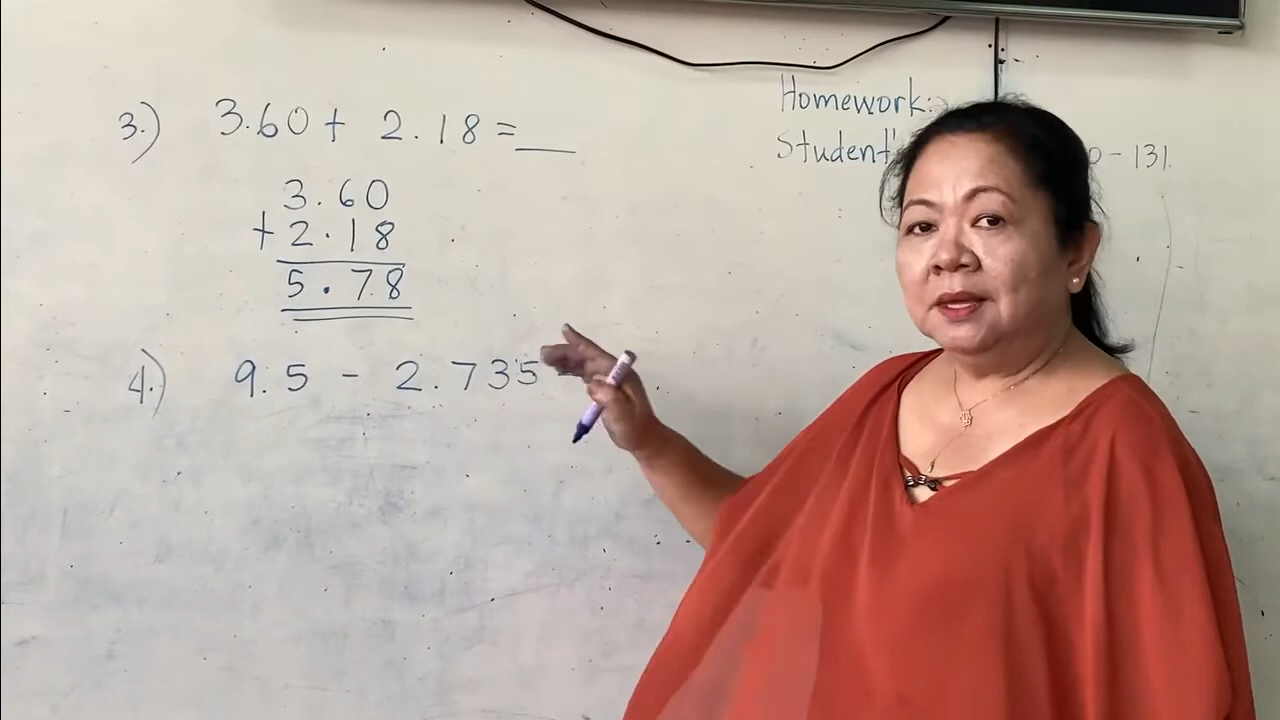 3.) 3.60 + 2.18 = __
3.60
+ 2.18
5.78
4.) 9.5 - 2.735
Homework:
Student's
- 131